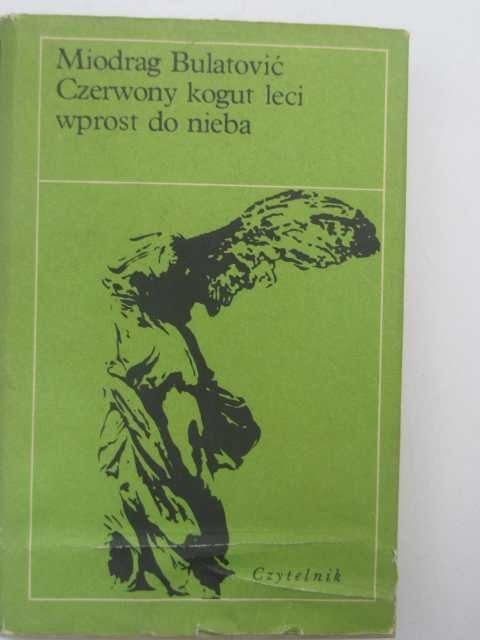 Miodrag Bulatović
Czerwony kogut leci
wprost do nieba
Czytelnik